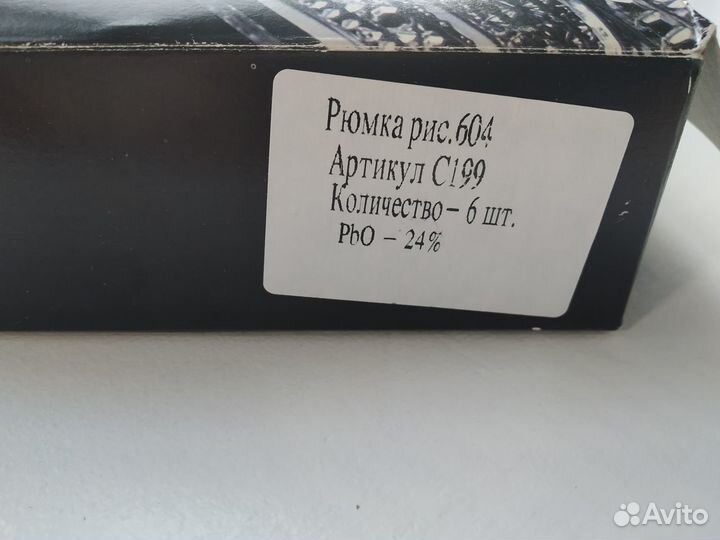 Рюмка рис.604
Артикул С199
Количество – 6 шт.
PbO – 24%
Avito